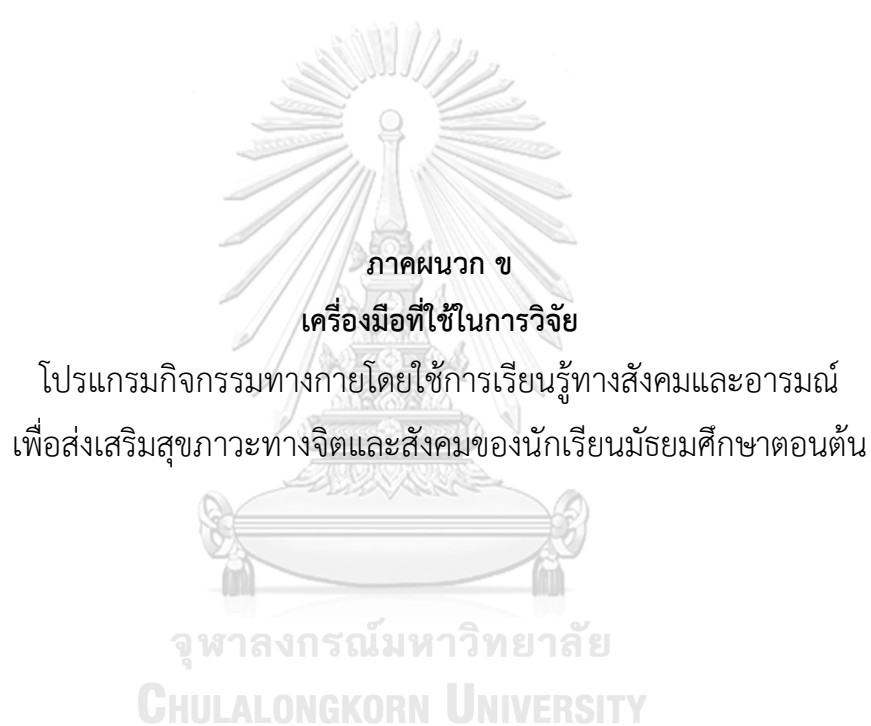 ภาคผนวก ข
เครื่องมือที่ใช้ในการวิจัย
โปรแกรมกิจกรรมทางกายโดยใช้การเรียนรู้ทางสังคมและอารมณ์
เพื่อส่งเสริมสุขภาวะทางจิตและสังคมของนักเรียนมัธยมศึกษาตอนต้น
จุฬาลงกรณ์มหาวิทยาลัย
CHULALONGKORN UNIVERSITY